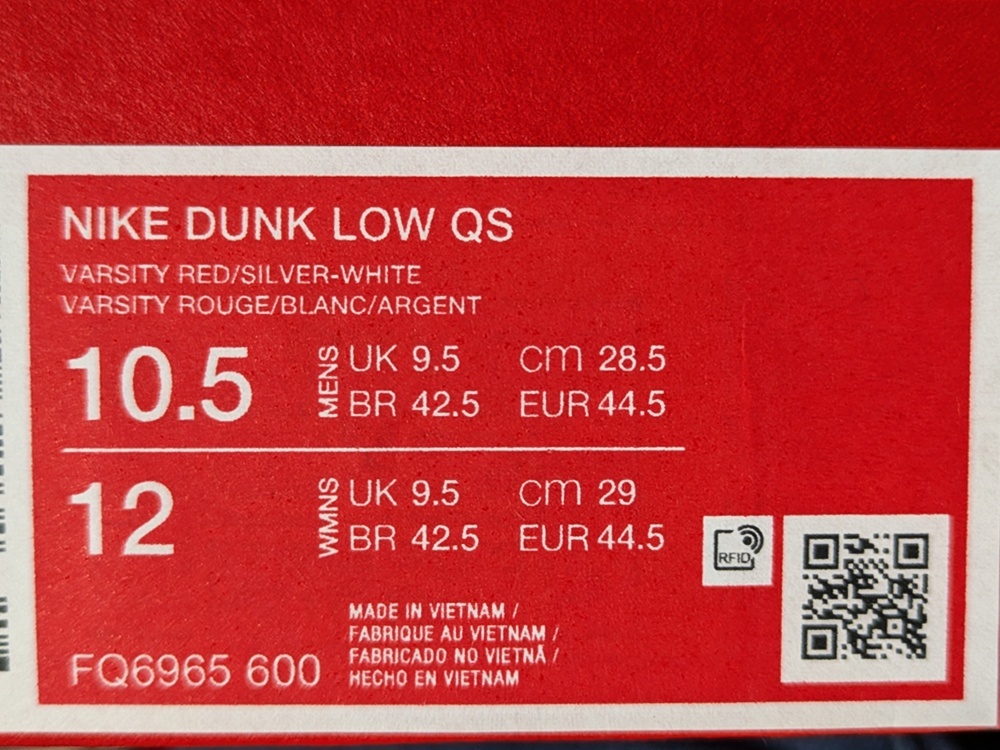 NIKE DUNK LOW QS
VARSITY RED/SILVER-WHITE
VARSITY ROUGE/BLANC/ARGENT
10.5 MENS UK 9.5 cm 28.5
BR 42.5 EUR 44.5
12 WMNS UK 9.5 cm 29
BR 42.5 EUR 44.5
RFID
MADE IN VIETNAM /
FABRIQUE AU VIETNAM /
FABRICADO NO VIETNÃ /
HECHO EN VIETNAM
FQ6965 600